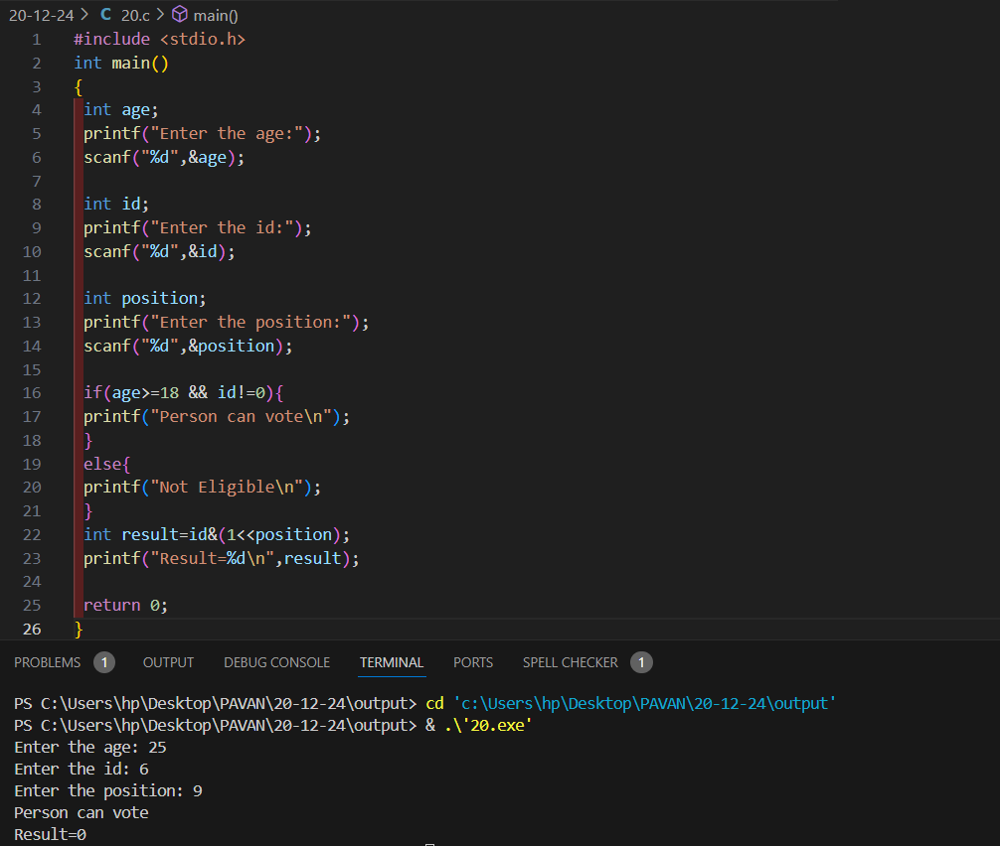 20-12-24 > C 20.c > main()
1 #include <stdio.h>
2 int main()
3 {
4 int age;
5 printf("Enter the age:");
6 scanf("%d",&age);
7
8 int id;
9 printf("Enter the id:");
10 scanf("%d",&id);
11
12 int position;
13 printf("Enter the position:");
14 scanf("%d",&position);
15
16 if(age>=18 && id!=0){
17 printf("Person can vote\n");
18 }
19 else{
20 printf("Not Eligible\n");
21 }
22 int result=id&(1<<position);
23 printf("Result=%d\n",result);
24
25 return 0;
26 }
PROBLEMS 1 OUTPUT DEBUG CONSOLE TERMINAL PORTS SPELL CHECKER 1
PS C:\Users\hp\Desktop\PAVAN\20-12-24\output> cd 'c:\Users\hp\Desktop\PAVAN\20-12-24\output'
PS C:\Users\hp\Desktop\PAVAN\20-12-24\output> & .\'20.exe'
Enter the age: 25
Enter the id: 6
Enter the position: 9
Person can vote
Result=0